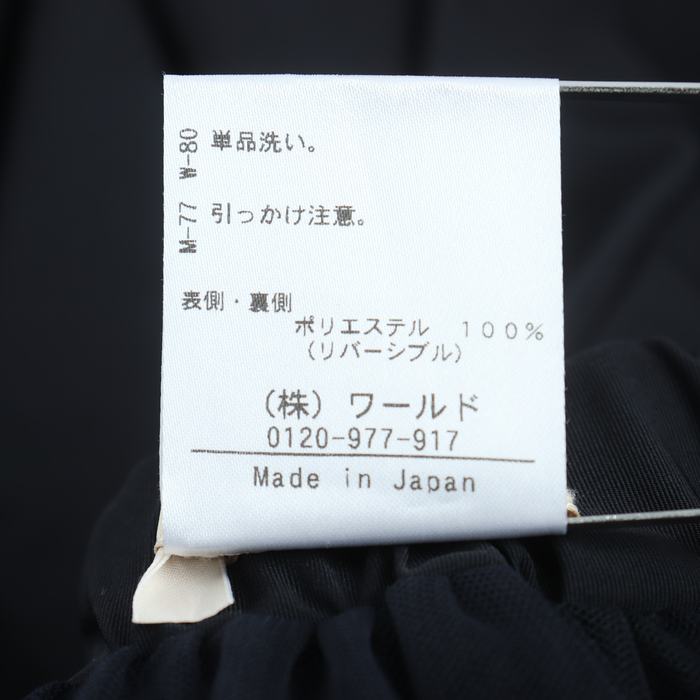 W-80 単品洗い。
M-77 引っかけ注意。
表側・裏側
ポリエステル 100%
(リバーシブル)
(株)ワールド
0120-977-917
Made in Japan